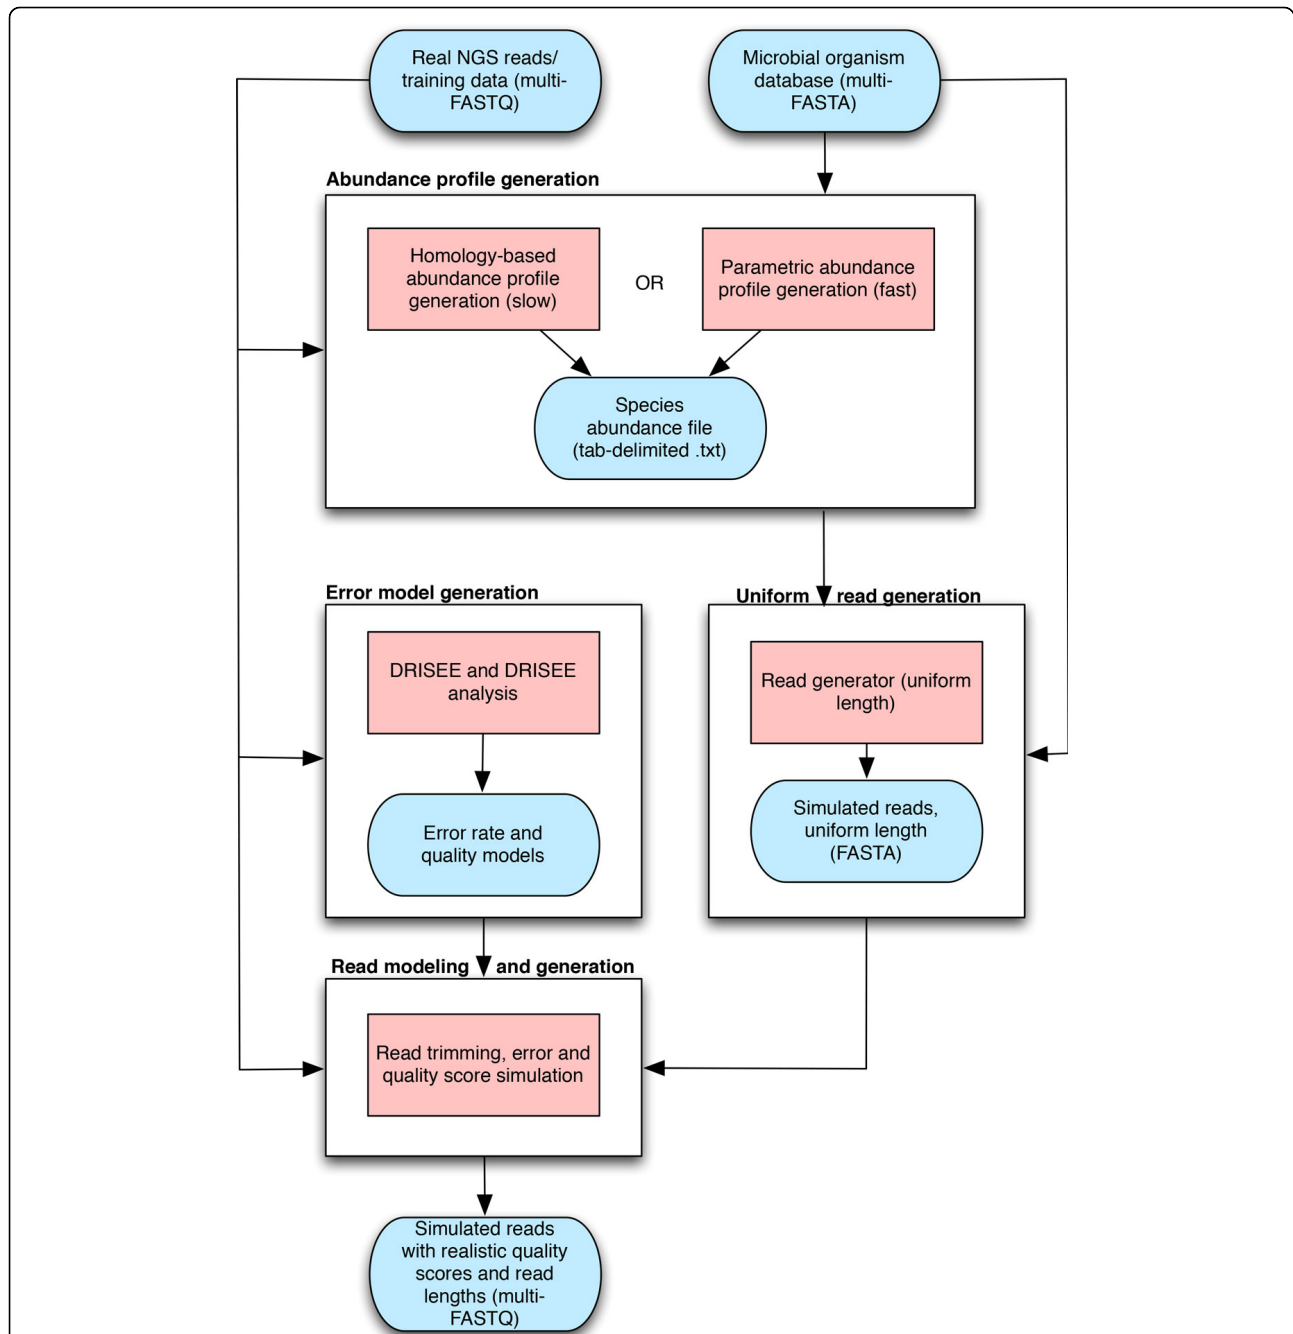 Real NGS reads/
training data (multi-
FASTQ)
Microbial organism
database (multi-
FASTA)
Abundance profile generation
Homology-based
abundance profile
generation (slow)
OR
Parametric abundance
profile generation (fast)
Species
abundance file
(tab-delimited .txt)
Error model generation
Uniform read generation
DRISEE and DRISEE
analysis
Read generator (uniform
length)
Error rate and
quality models
Simulated reads,
uniform length
(FASTA)
Read modeling and generation
Read trimming, error and
quality score simulation
Simulated reads
with realistic quality
scores and read
lengths (multi-
FASTQ)